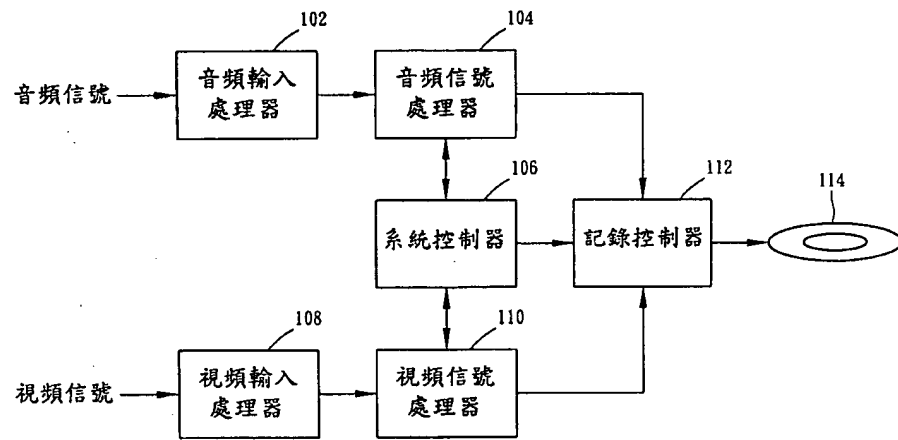 102
104
音頻信號
音頻輸入
處理器
音頻信號
處理器
106
112
114
系統控制器
記錄控制器
108
110
視頻信號
視頻輸入
處理器
視頻信號
處理器